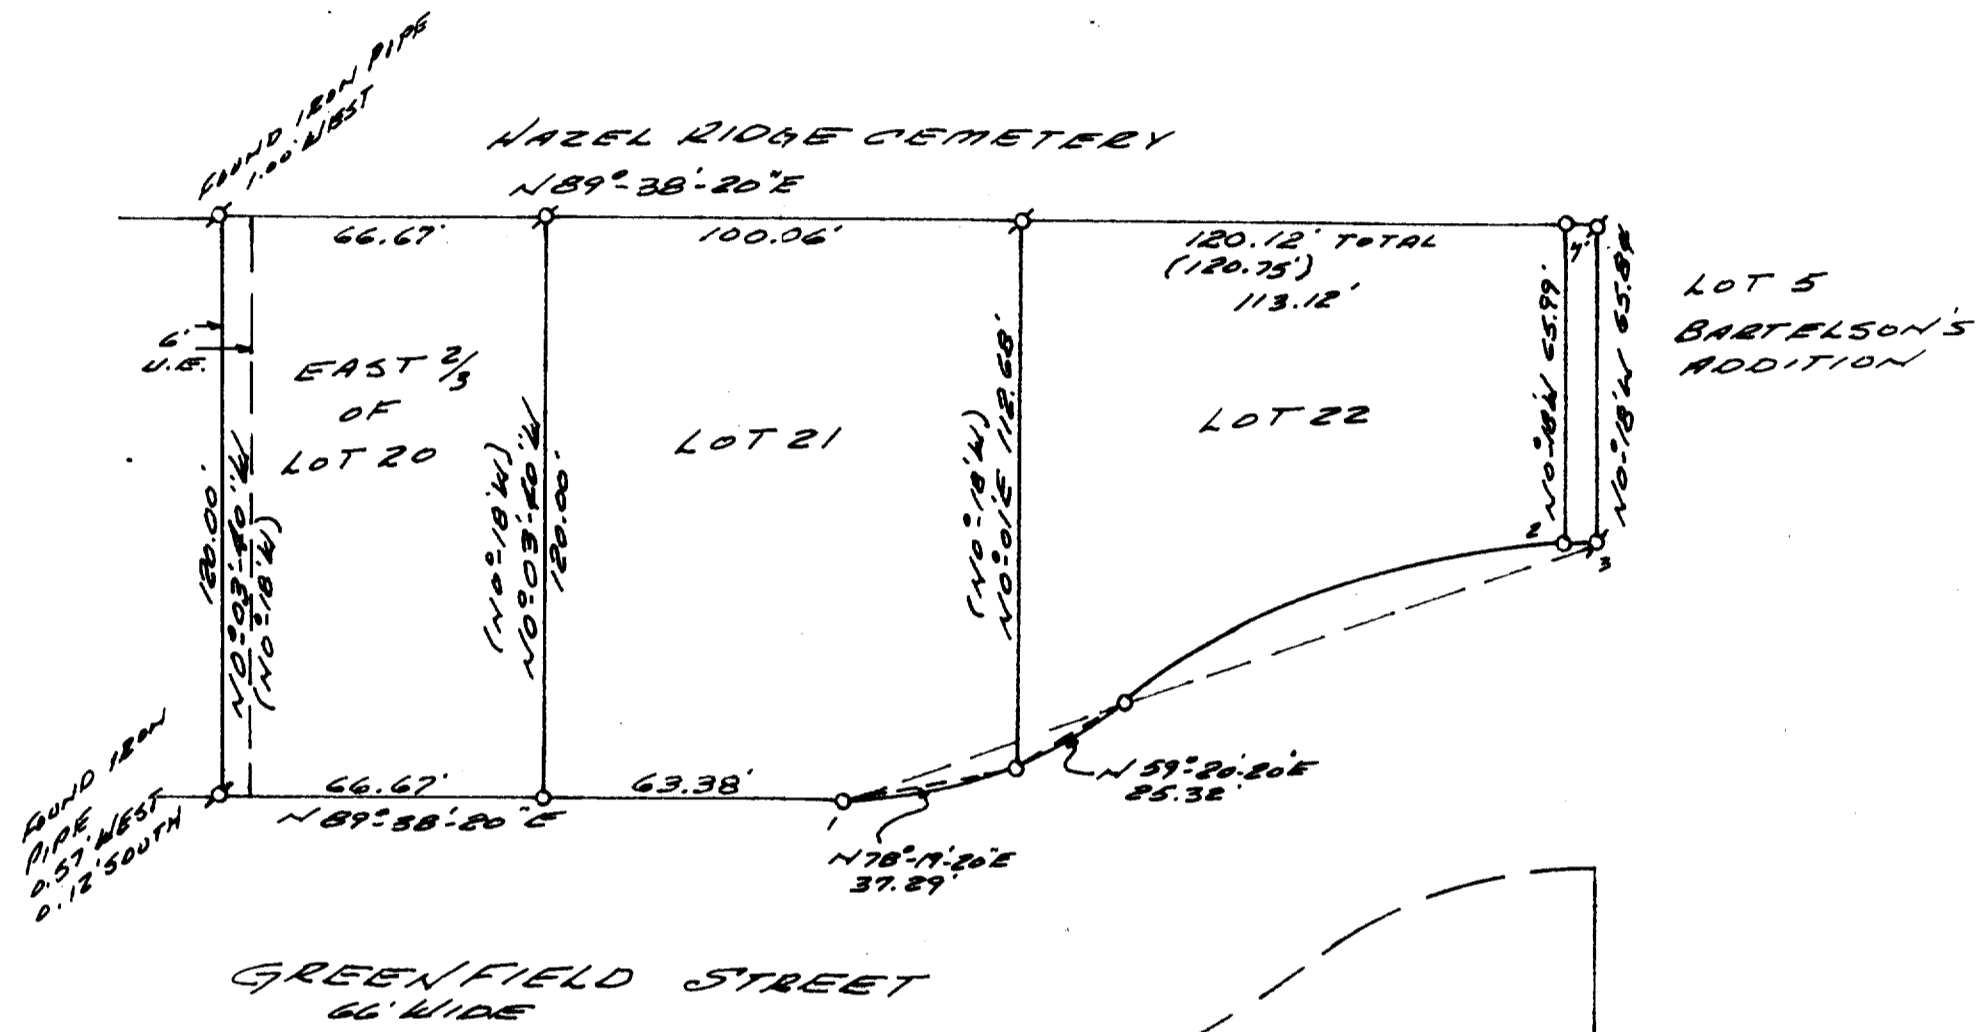 FOUND IRON PIPE
1.00' WEST
HAZEL RIDGE CEMETERY
N89°-38'-20"E
66.67'
100.06'
120.12' TOTAL
(120.75')
113.12'
7'
6'
U.E.
EAST 2/3
OF
LOT 20
LOT 21
LOT 22
LOT 5
BARTELSON'S
ADDITION
120.00'
N0°-03'-40"W
(N0°-18'W)
(N0°-18'W)
N0°-03'-40"W
120.00'
(N0°-18'W)
N0°-01'E 112.68'
N0°-18'W 65.99'
N0°-18'W
2
3
FOUND IRON
PIPE
0.57' WEST
0.12' SOUTH
66.67'
N89°-38'-20"E
63.38'
1
N59°-20'-20"E
25.32'
N78°-19'-20"E
37.29'
GREENFIELD STREET
66' WIDE